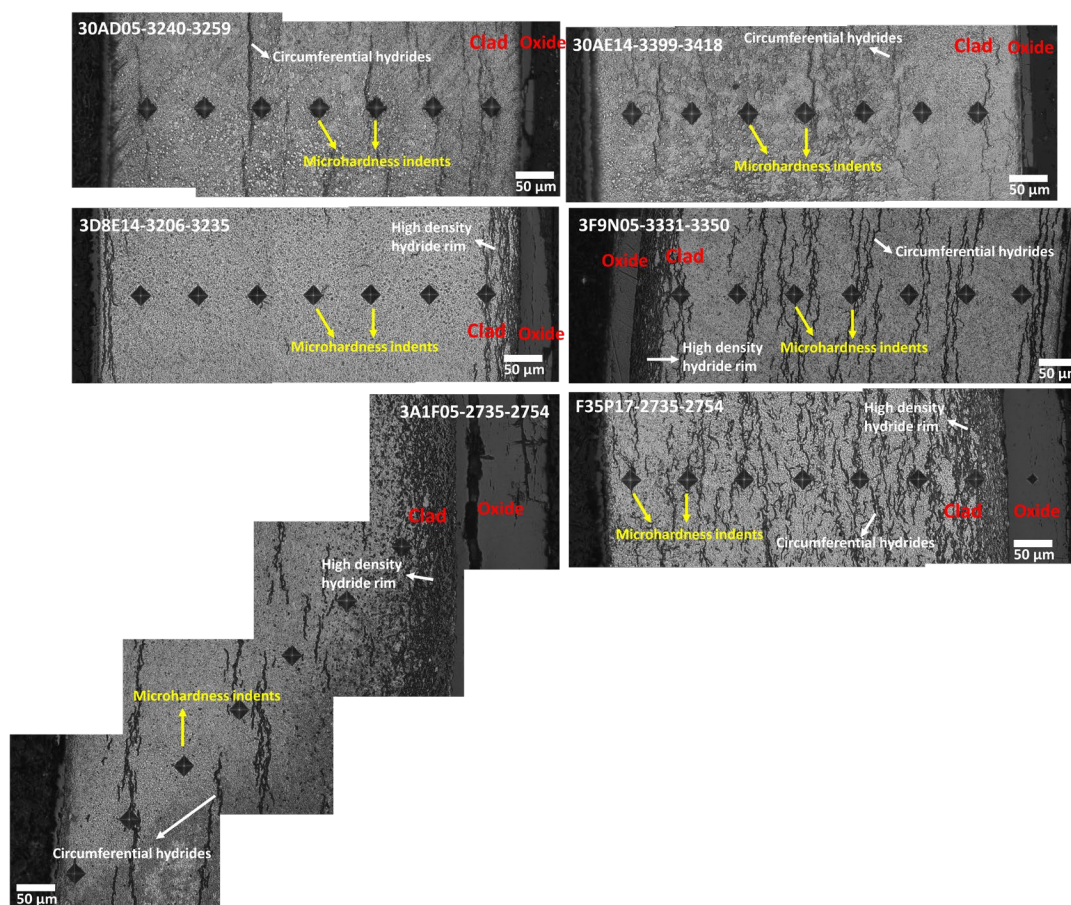 30AD05-3240-3259
Clad Oxide
Circumferential hydrides
Microhardness indents
50 µm
30AE14-3399-3418
Circumferential hydrides
Clad Oxide
Microhardness indents
50 µm
3D8E14-3206-3235
High density
hydride rim
Clad Oxide
Microhardness indents
50 µm
3F9N05-3331-3350
Oxide Clad
Circumferential hydrides
High density
hydride rim
Microhardness indents
50 µm
3A1F05-2735-2754
Clad Oxide
High density
hydride rim
Microhardness indents
Circumferential hydrides
50 µm
F35P17-2735-2754
High density
hydride rim
Clad Oxide
Microhardness indents
Circumferential hydrides
50 µm